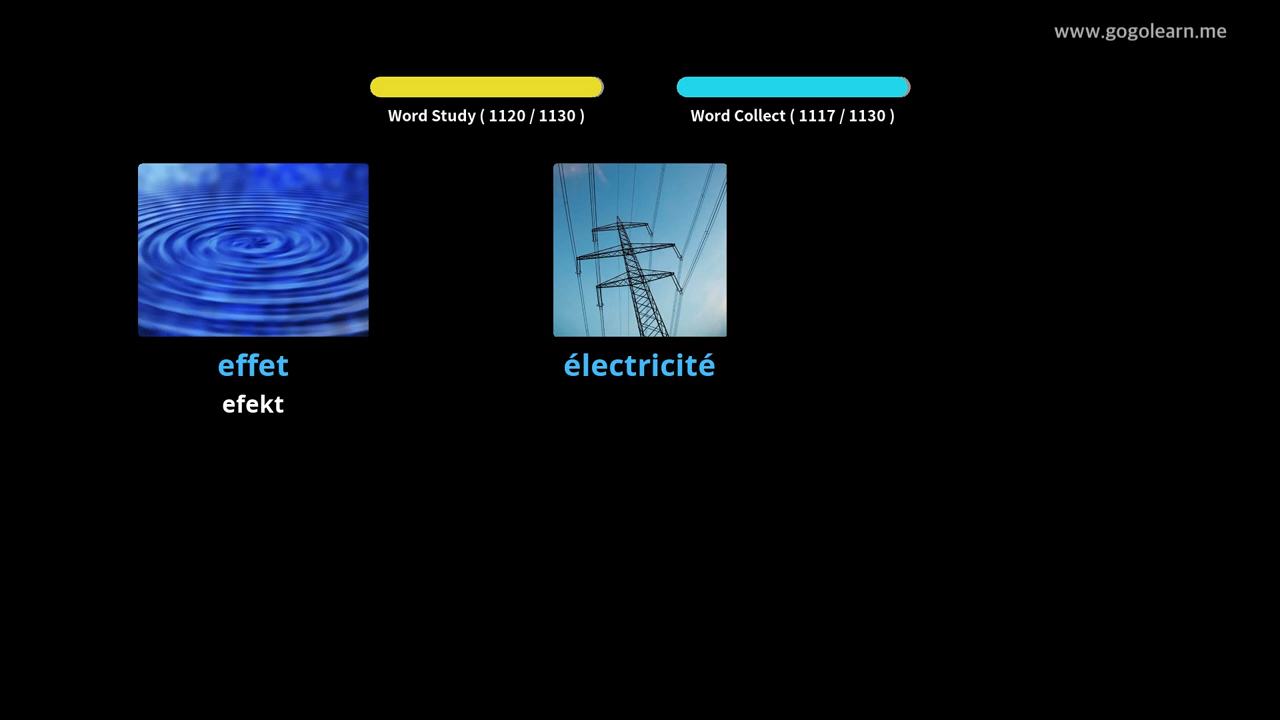 www.gogolearn.me
Word Study ( 1120 / 1130 )
Word Collect ( 1117 / 1130 )
effet
efekt
électricité